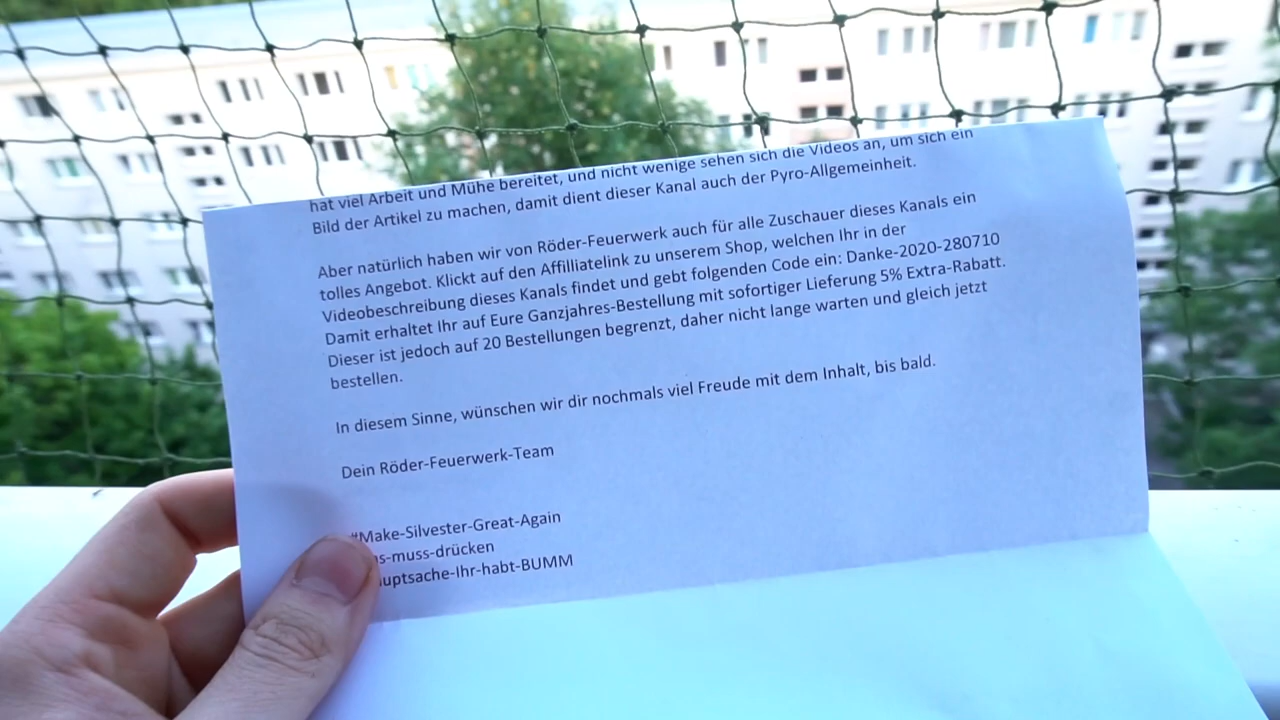 hat viel Arbeit und Mühe bereitet, und nicht wenige sehen sich die Videos an, um sich ein
Bild der Artikel zu machen, damit dient dieser Kanal auch der Pyro-Allgemeinheit.
Aber natürlich haben wir von Röder-Feuerwerk auch für alle Zuschauer dieses Kanals ein
tolles Angebot. Klickt auf den Affilliatelink zu unserem Shop, welchen Ihr in der
Videobeschreibung dieses Kanals findet und gebt folgenden Code ein: Danke-2020-280710
Damit erhaltet Ihr auf Eure Ganzjahres-Bestellung mit sofortiger Lieferung 5% Extra-Rabatt.
Dieser ist jedoch auf 20 Bestellungen begrenzt, daher nicht lange warten und gleich jetzt
bestellen.
In diesem Sinne, wünschen wir dir nochmals viel Freude mit dem Inhalt, bis bald.
Dein Röder-Feuerwerk-Team
#Make-Silvester-Great-Again
s-muss-drücken
uptsache-Ihr-habt-BUMM